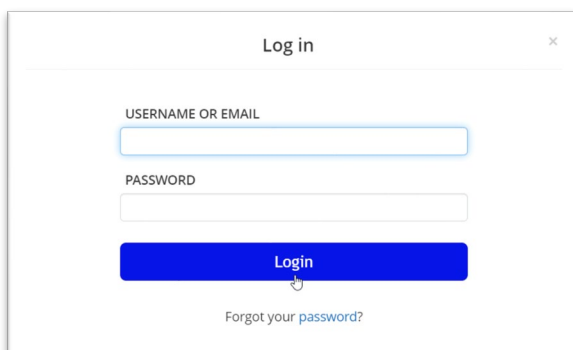 Log in
×
USERNAME OR EMAIL
PASSWORD
Login
Forgot your password?